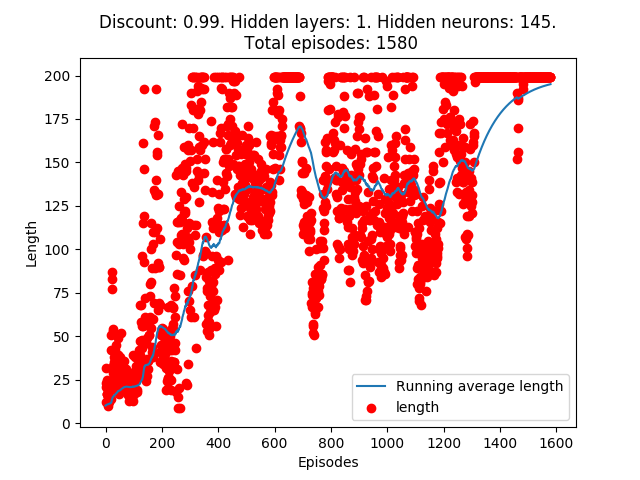 Discount: 0.99. Hidden layers: 1. Hidden neurons: 145.
Total episodes: 1580
200
175
150
125
100
75
50
25
0
Length
0 200 400 600 800 1000 1200 1400 1600
Episodes
Running average length
length